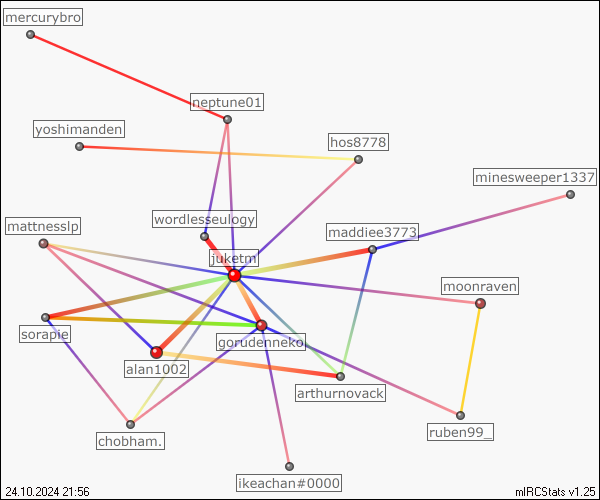 mercurybro
neptune01
yoshimanden
hos8778
minesweeper1337
wordlesseulogy
mattnesslp
maddiee3773
juketm
moonraven
sorapie
gorudenneko
alan1002
arthurnovack
chobham.
ruben99_
ikeachan#0000
24.10.2024 21:56
mIRCStats v1.25